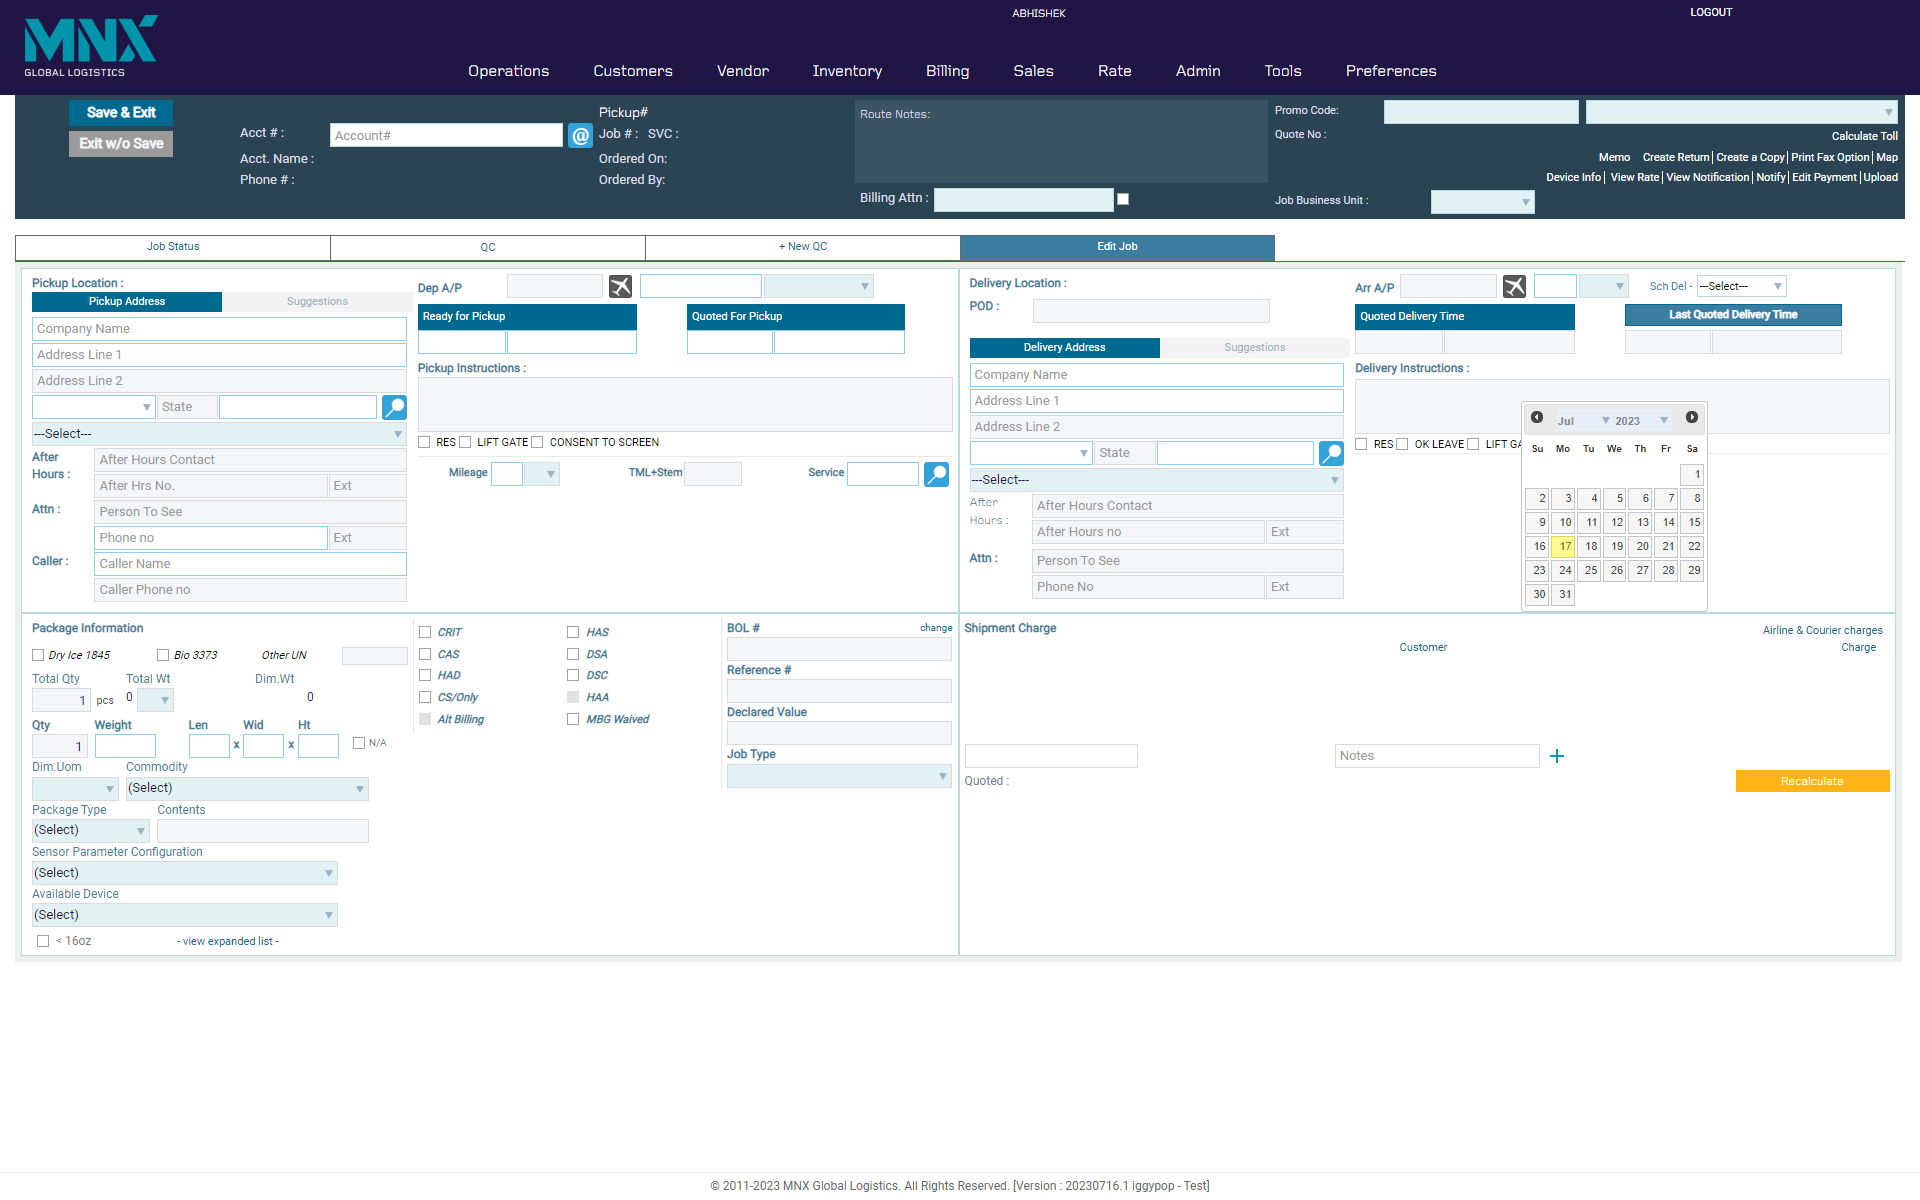 MNX
GLOBAL LOGISTICS
ABHISHEK
LOGOUT
Operations
Customers
Vendor
Inventory
Billing
Sales
Rate
Admin
Tools
Preferences
Save & Exit
Exit w/o Save
Acct # :
Account#
@
Acct. Name :
Phone # :
Pickup#
Job # : SVC :
Ordered On:
Ordered By:
Route Notes:
Billing Attn :
Promo Code:
Quote No :
Calculate Toll
Memo Create Return| Create a Copy| Print Fax Option| Map
Device Info | View Rate| View Notification| Notify| Edit Payment| Upload
Job Business Unit :
Job Status
QC
+ New QC
Edit Job
Pickup Location :
Pickup Address
Suggestions
Company Name
Address Line 1
Address Line 2
State
---Select---
After
Hours :
After Hours Contact
After Hrs No.
Ext
Attn :
Person To See
Phone no
Ext
Caller :
Caller Name
Caller Phone no
Dep A/P
Ready for Pickup
Quoted For Pickup
Pickup Instructions :
RES
LIFT GATE
CONSENT TO SCREEN
Mileage
TML+Stem
Service
Delivery Location :
POD :
Delivery Address
Suggestions
Company Name
Address Line 1
Address Line 2
State
---Select---
After
Hours :
After Hours Contact
After Hours no
Ext
Attn :
Person To See
Phone No
Ext
Arr A/P
Sch Del -
---Select---
Quoted Delivery Time
Last Quoted Delivery Time
Delivery Instructions :
RES
OK LEAVE
LIFT GA
Jul 2023
Su Mo Tu We Th Fr Sa
1
2 3 4 5 6 7 8
9 10 11 12 13 14 15
16 17 18 19 20 21 22
23 24 25 26 27 28 29
30 31
Package Information
Dry Ice 1845
Bio 3373
Other UN
Total Qty
Total Wt
Dim.Wt
1 pcs
0
0
Qty
Weight
Len
Wid
Ht
1
x
x
N/A
Dim.Uom
Commodity
(Select)
Package Type
Contents
(Select)
Sensor Parameter Configuration
(Select)
Available Device
(Select)
< 16oz
- view expanded list -
CRIT
HAS
CAS
DSA
HAD
DSC
CS/Only
HAA
Alt Billing
MBG Waived
BOL #
change
Reference #
Declared Value
Job Type
Shipment Charge
Airline & Courier charges
Customer
Charge
Notes
+
Quoted :
Recalculate
© 2011-2023 MNX Global Logistics. All Rights Reserved. [Version : 20230716.1 iggypop - Test]